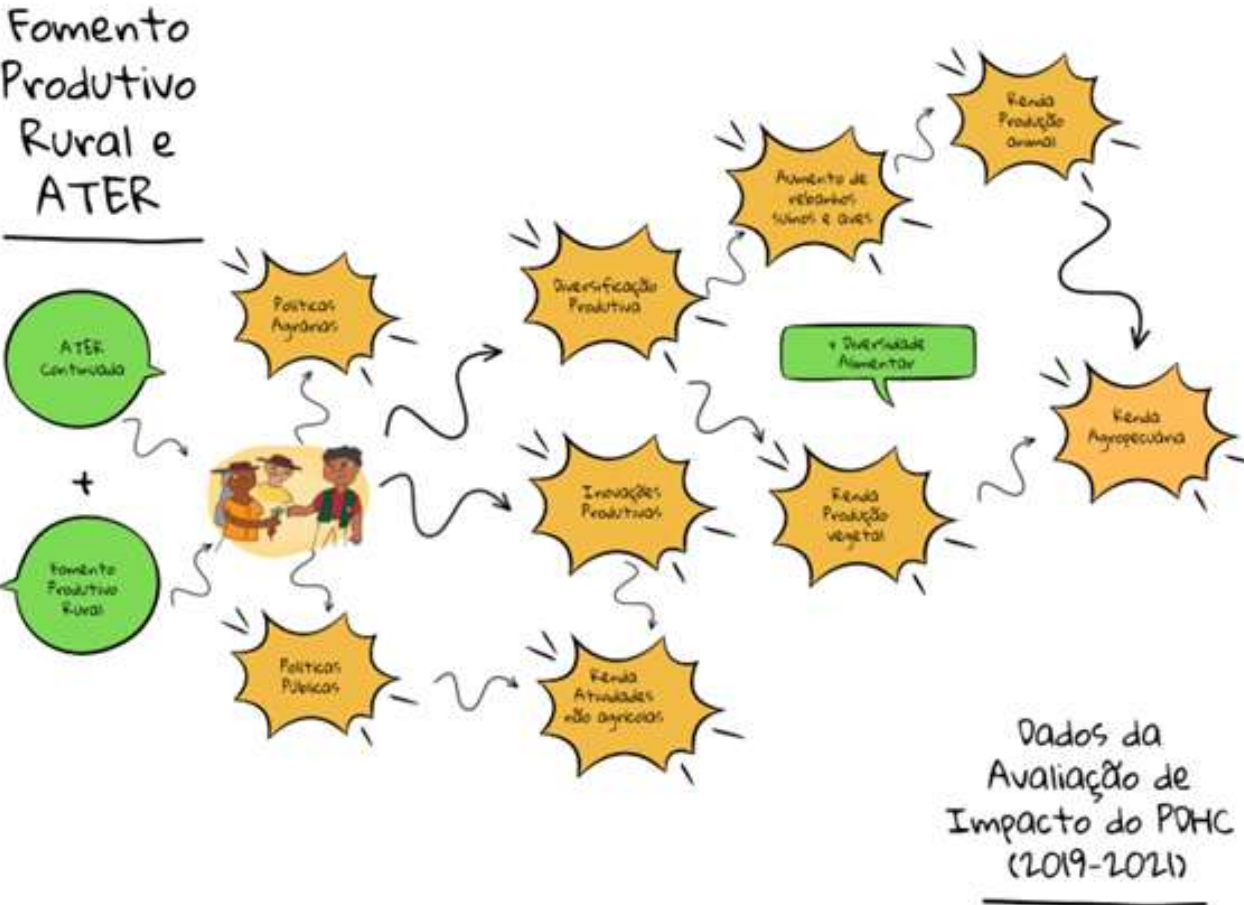 Fomento
Produtivo
Rural e
ATER
ATER
Continuada
+
Fomento
Produtivo
Rural
Políticas
Agrárias
Políticas
Públicas
Diversificação
Produtiva
Inovações
Produtivas
Renda
Atividades
não agrícolas
Aumento de
rebanhos
suínos e aves
Renda
Produção
animal
+ Diversidade
Alimentar
Renda
Produção
vegetal
Renda
Agropecuária
Dados da
Avaliação de
Impacto do PDHC
(2019-2021)